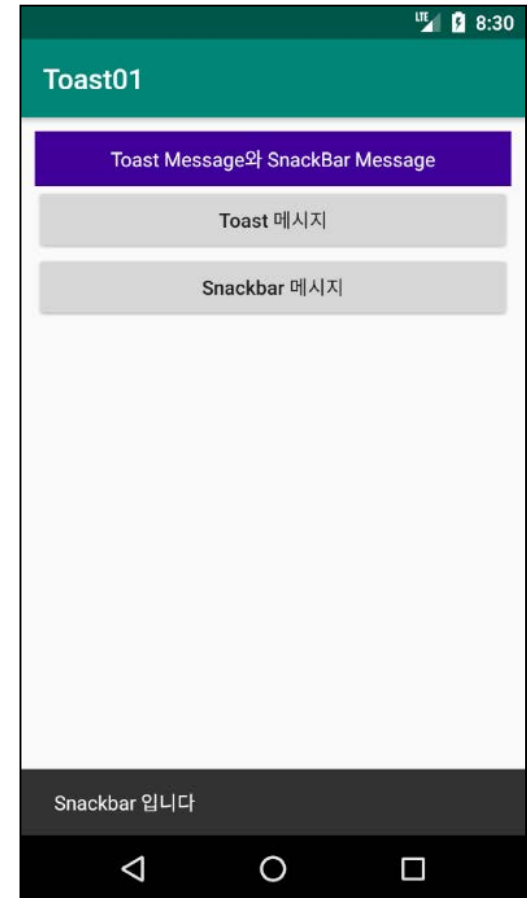 LTE 8:30
Toast01
Toast Message와 SnackBar Message
Toast 메시지
Snackbar 메시지
Snackbar 입니다